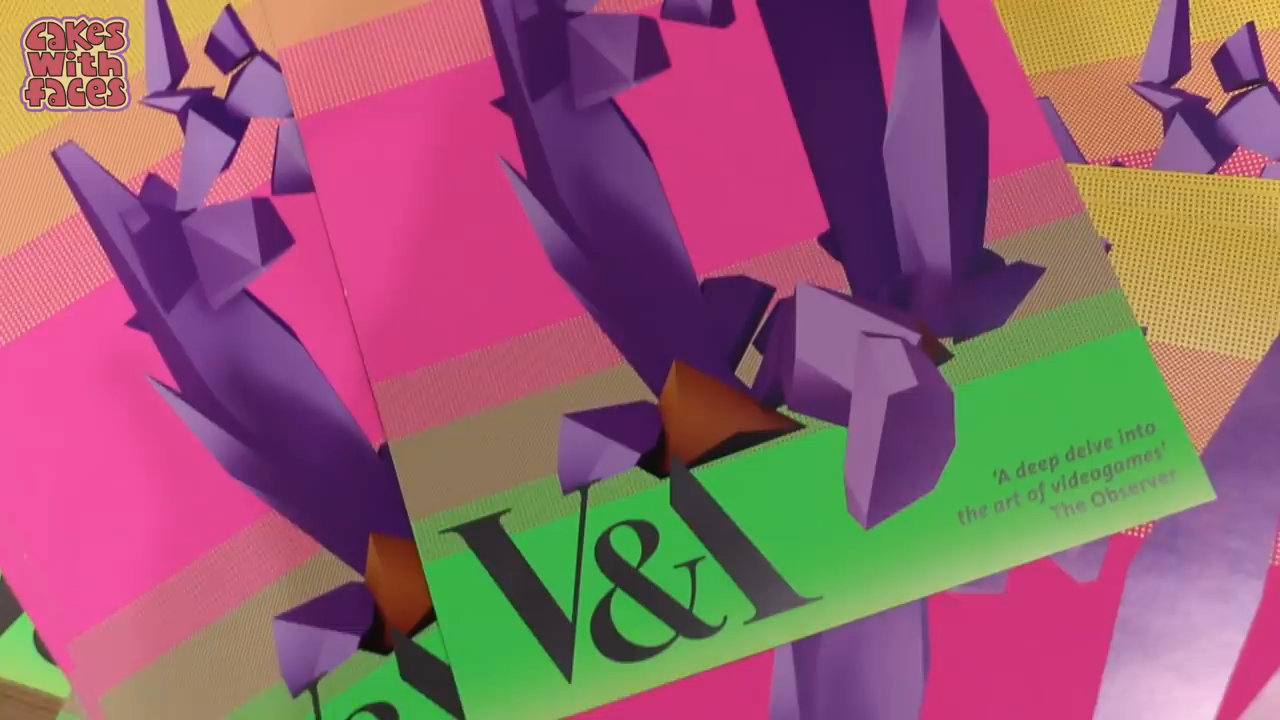 Cakes
With
faces
'A deep delve into
the art of videogames'
The Observer
V&A